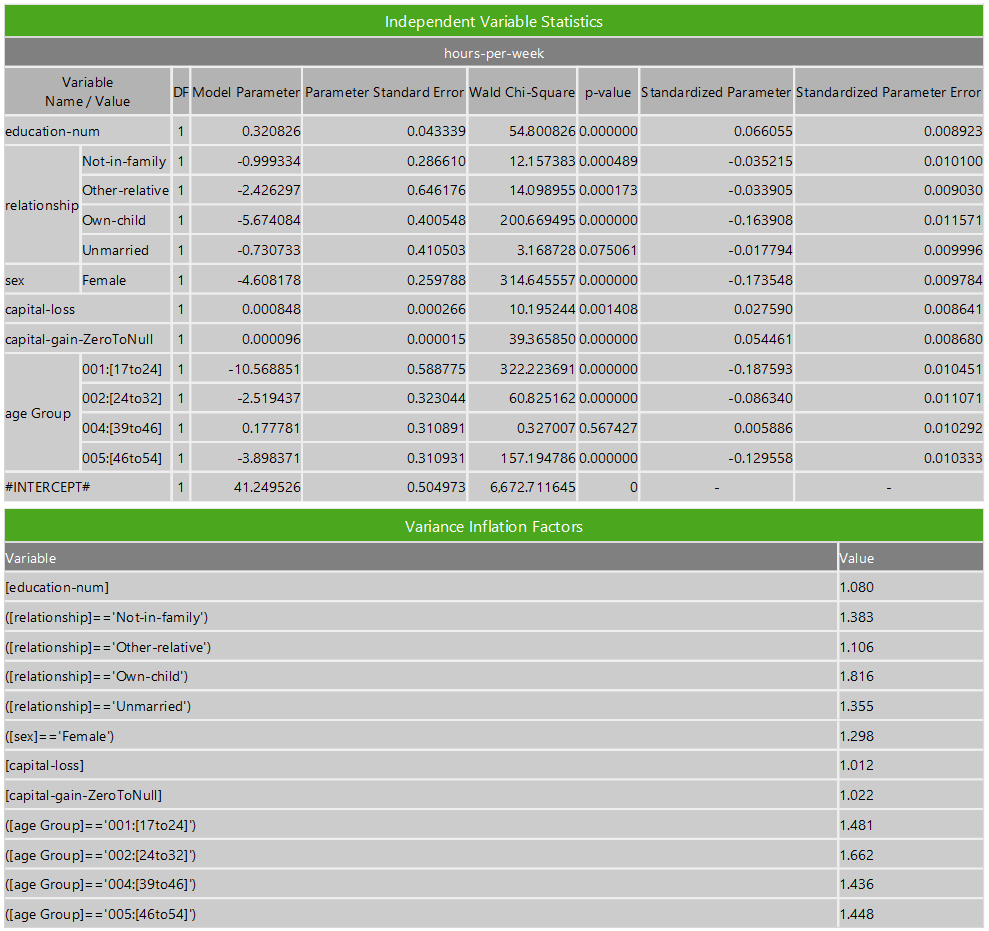 Independent Variable Statistics
hours-per-week
Variable
Name / Value DF Model Parameter Parameter Standard Error Wald Chi-Square p-value Standardized Parameter Standardized Parameter Error
education-num 1 0.320826 0.043339 54.800826 0.000000 0.066055 0.008923
relationship Not-in-family 1 -0.999334 0.286610 12.157383 0.000489 -0.035215 0.010100
Other-relative 1 -2.426297 0.646176 14.098955 0.000173 -0.033905 0.009030
Own-child 1 -5.674084 0.400548 200.669495 0.000000 -0.163908 0.011571
Unmarried 1 -0.730733 0.410503 3.168728 0.075061 -0.017794 0.009996
sex Female 1 -4.608178 0.259788 314.645557 0.000000 -0.173548 0.009784
capital-loss 1 0.000848 0.000266 10.195244 0.001408 0.027590 0.008641
capital-gain-ZeroToNull 1 0.000096 0.000015 39.365850 0.000000 0.054461 0.008680
age Group 001:[17to24] 1 -10.568851 0.588775 322.223691 0.000000 -0.187593 0.010451
002:[24to32] 1 -2.519437 0.323044 60.825162 0.000000 -0.086340 0.011071
004:[39to46] 1 0.177781 0.310891 0.327007 0.567427 0.005886 0.010292
005:[46to54] 1 -3.898371 0.310931 157.194786 0.000000 -0.129558 0.010333
#INTERCEPT# 1 41.249526 0.504973 6,672.711645 0 - -
Variance Inflation Factors
Variable Value
[education-num] 1.080
([relationship]=='Not-in-family') 1.383
([relationship]=='Other-relative') 1.106
([relationship]=='Own-child') 1.816
([relationship]=='Unmarried') 1.355
([sex]=='Female') 1.298
[capital-loss] 1.012
[capital-gain-ZeroToNull] 1.022
([age Group]=='001:[17to24]') 1.481
([age Group]=='002:[24to32]') 1.662
([age Group]=='004:[39to46]') 1.436
([age Group]=='005:[46to54]') 1.448